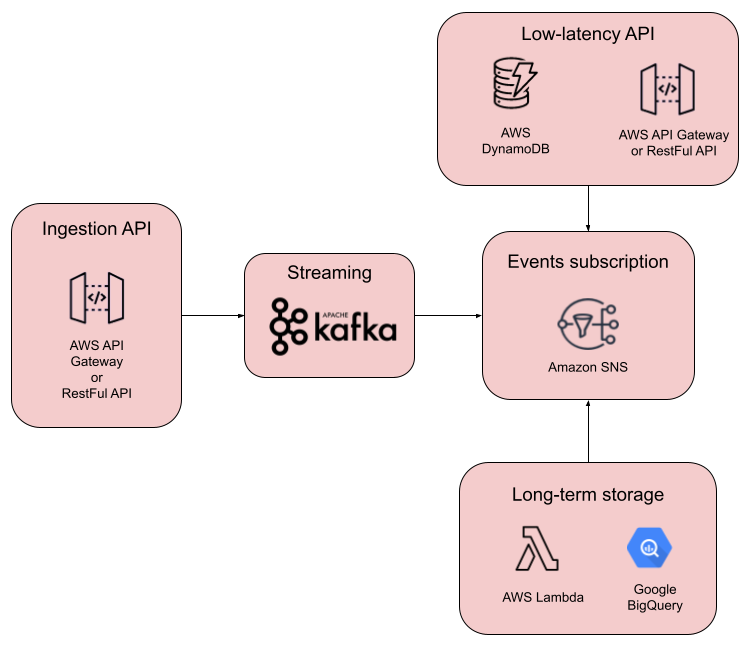 Low-latency API
AWS
DynamoDB
AWS API Gateway
or RestFul API
Ingestion API
AWS API
Gateway
or
RestFul API
Streaming
APACHE
kafka
Events subscription
Amazon SNS
Long-term storage
AWS Lambda
Google
BigQuery